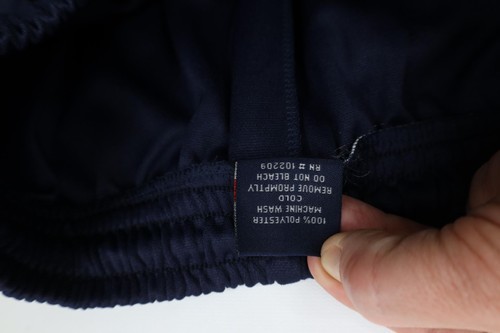 100% POLYESTER
MACHINE WASH
COLD
REMOVE PROMPTLY
DO NOT BLEACH
RN # 102209